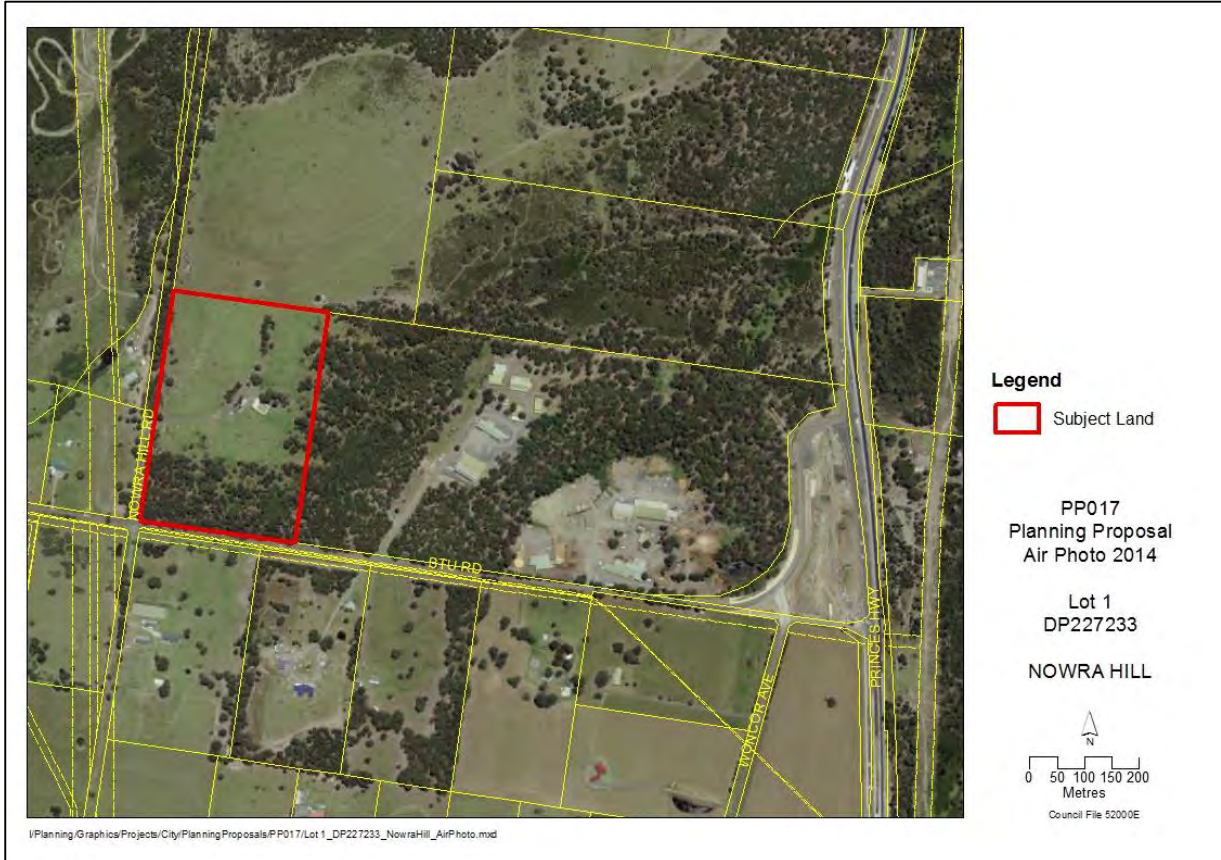 NOWRA HILL RD
BTU RD
WONCOR AVE
PRINCES HWY
Legend
Subject Land
PP017
Planning Proposal
Air Photo 2014
Lot 1
DP227233
NOWRA HILL
N
0 50 100 150 200
Metres
Council File 52000E
I/Planning/Graphics/Projects/City/PlanningProposals/PP017/Lot 1_DP227233_NowraHill_AirPhoto.mxd